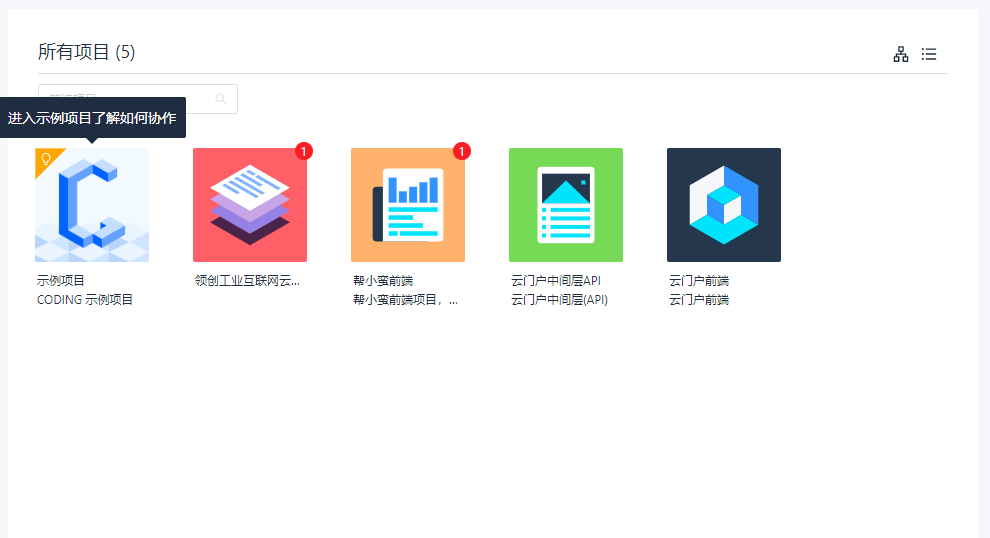 所有项目 (5)
进入示例项目了解如何协作
1
1
示例项目
CODING 示例项目
领创工业互联网云...
帮小蛮前端
帮小蛮前端项目，...
云门户中间层API
云门户中间层(API)
云门户前端
云门户前端